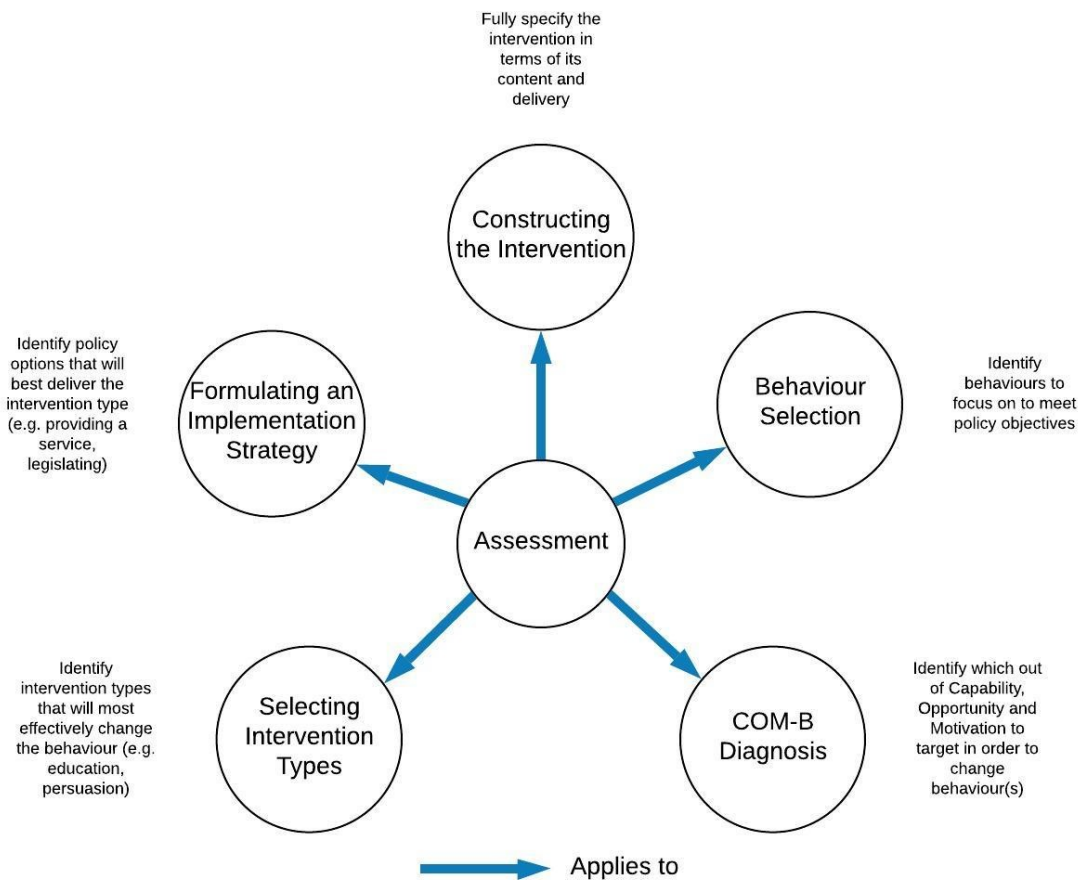 Fully specify the
intervention in
terms of its
content and
delivery
Constructing
the Intervention
Identify policy
options that will
best deliver the
intervention type
(e.g. providing a
service,
legislating)
Formulating an
Implementation
Strategy
Behaviour
Selection
Identify
behaviours to
focus on to meet
policy objectives
Assessment
Identify
intervention types
that will most
effectively change
the behaviour (e.g.
education,
persuasion)
Selecting
Intervention
Types
COM-B
Diagnosis
Identify which out
of Capability,
Opportunity and
Motivation to
target in order to
change
behaviour(s)
Applies to